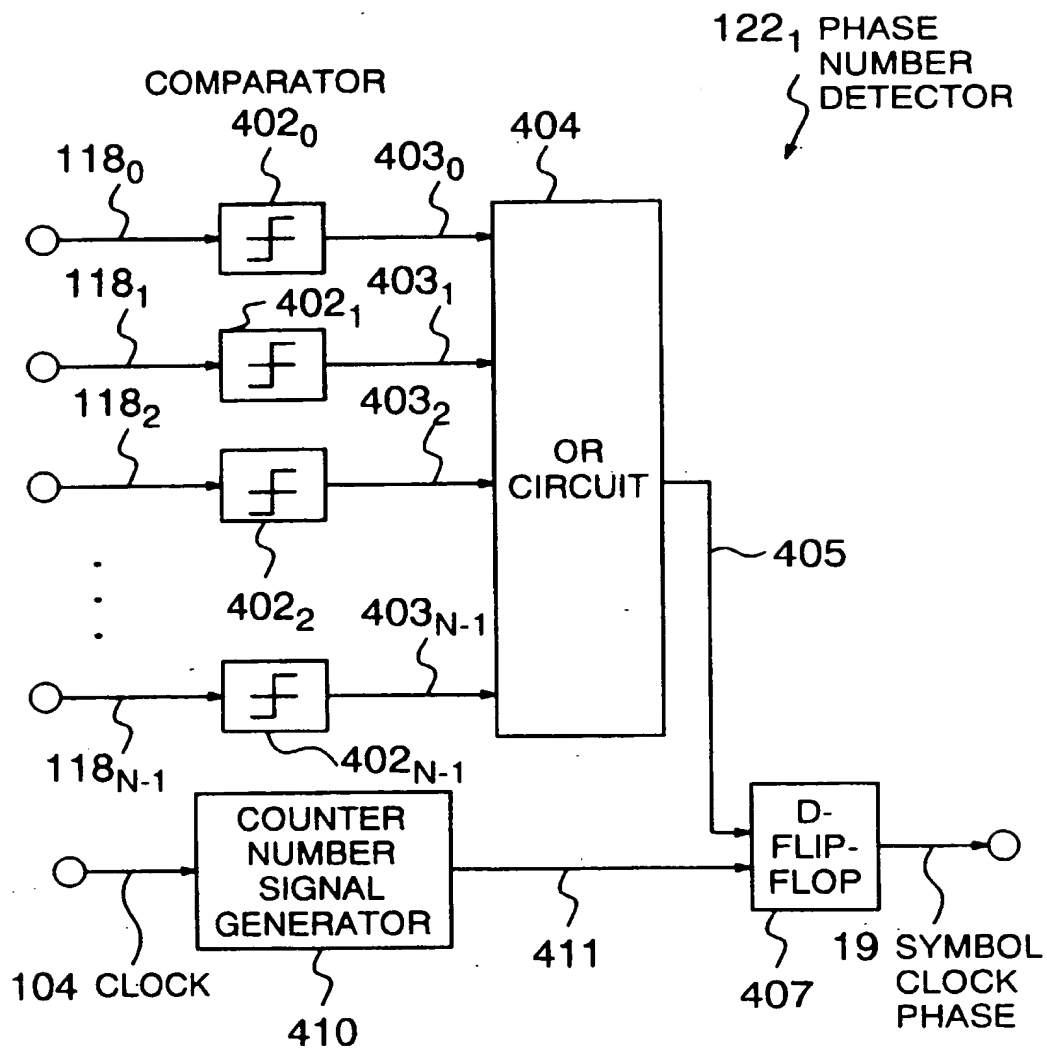 122₁ PHASE
NUMBER
DETECTOR
COMPARATOR
402₀
404
118₀
403₀
118₁
402₁
403₁
118₂
403₂
OR
CIRCUIT
405
402₂
403N-1
118N-1
402N-1
COUNTER
NUMBER
SIGNAL
GENERATOR
D-
FLIP-
FLOP
411
104 CLOCK
410
407
19 SYMBOL
CLOCK
PHASE